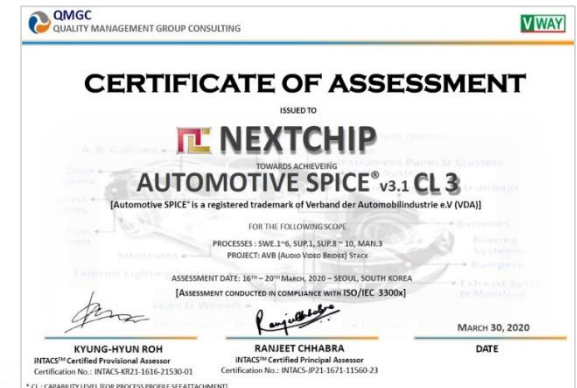 QMGC
QUALITY MANAGEMENT GROUP CONSULTING
VWAY
CERTIFICATE OF ASSESSMENT
ISSUED TO
NEXTCHIP
TOWARDS ACHIEVEING
AUTOMOTIVE SPICE® v3.1 CL 3
[Automotive SPICE® is a registered trademark of Verband der Automobilindustrie e.V (VDA)]
FOR THE FOLLOWING SCOPE
PROCESSES : SWE.1~6, SUP.1, SUP.8 ~ 10, MAN.3
PROJECT: AVB (AUDIO VIDEO BRIDGE) STACK
ASSESSMENT DATE: 16TH – 20TH MARCH, 2020 – SEOUL, SOUTH KOREA
[ASSESSMENT CONDUCTED IN COMPLIANCE WITH ISO/IEC 3300x]
MARCH 30, 2020
KYUNG-HYUN ROH
RANJEET CHHABRA
DATE
iNTACS™ Certified Provisional Assessor
iNTACS™ Certified Principal Assessor
Certification No.: INTACS-KR21-1616-21530-01
Certification No.: INTACS-JP21-1671-11560-23
* CL : CAPABILITY LEVEL (FOR PROCESS PROFILE SEE ATTACHMENT)